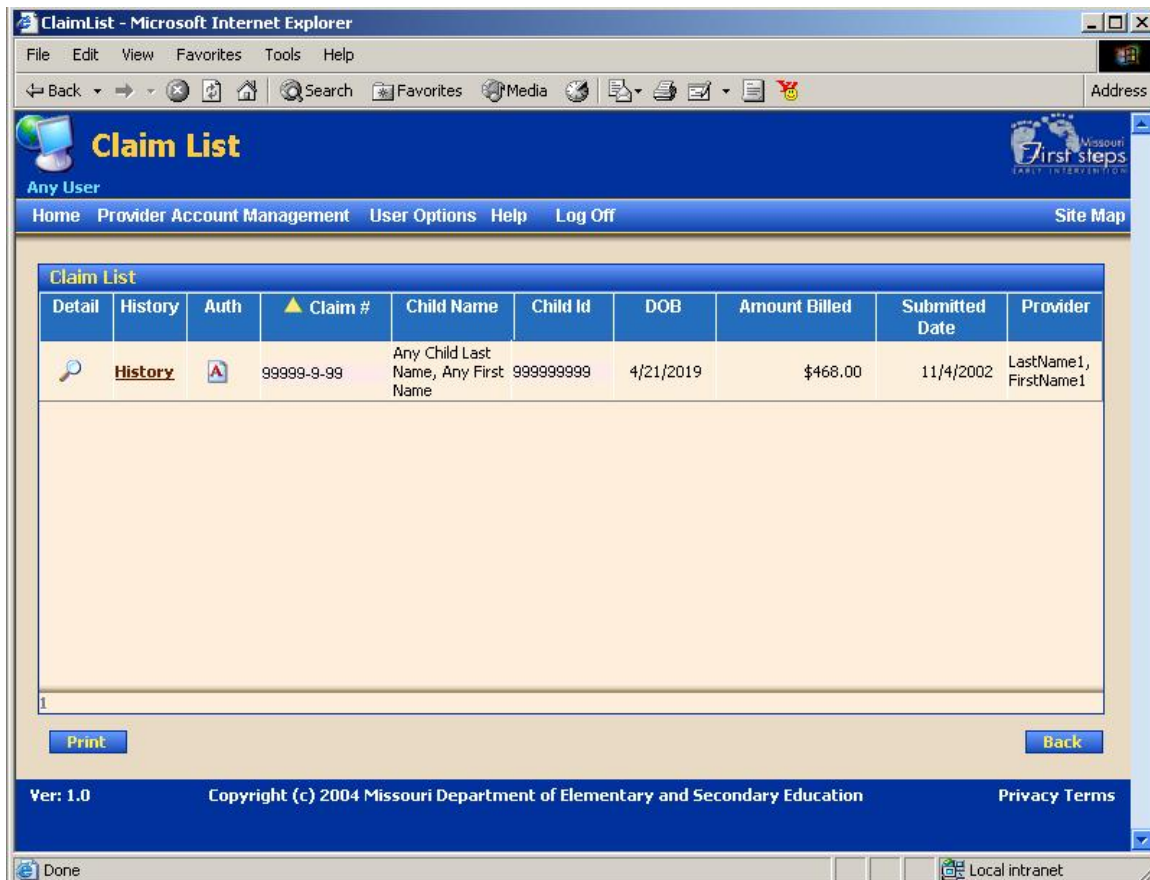 ClaimList - Microsoft Internet Explorer
File Edit View Favorites Tools Help
Back Search Favorites Media Address
Claim List
Missouri
First steps
EARLY INTERVENTION
Any User
Home Provider Account Management User Options Help Log Off Site Map
Claim List
Detail History Auth Claim # Child Name Child Id DOB Amount Billed Submitted Date Provider
History A 99999-9-99 Any Child Last Name, Any First Name 999999999 4/21/2019 $468.00 11/4/2002 LastName1, FirstName1
1
Print Back
Ver: 1.0 Copyright (c) 2004 Missouri Department of Elementary and Secondary Education Privacy Terms
Done Local intranet